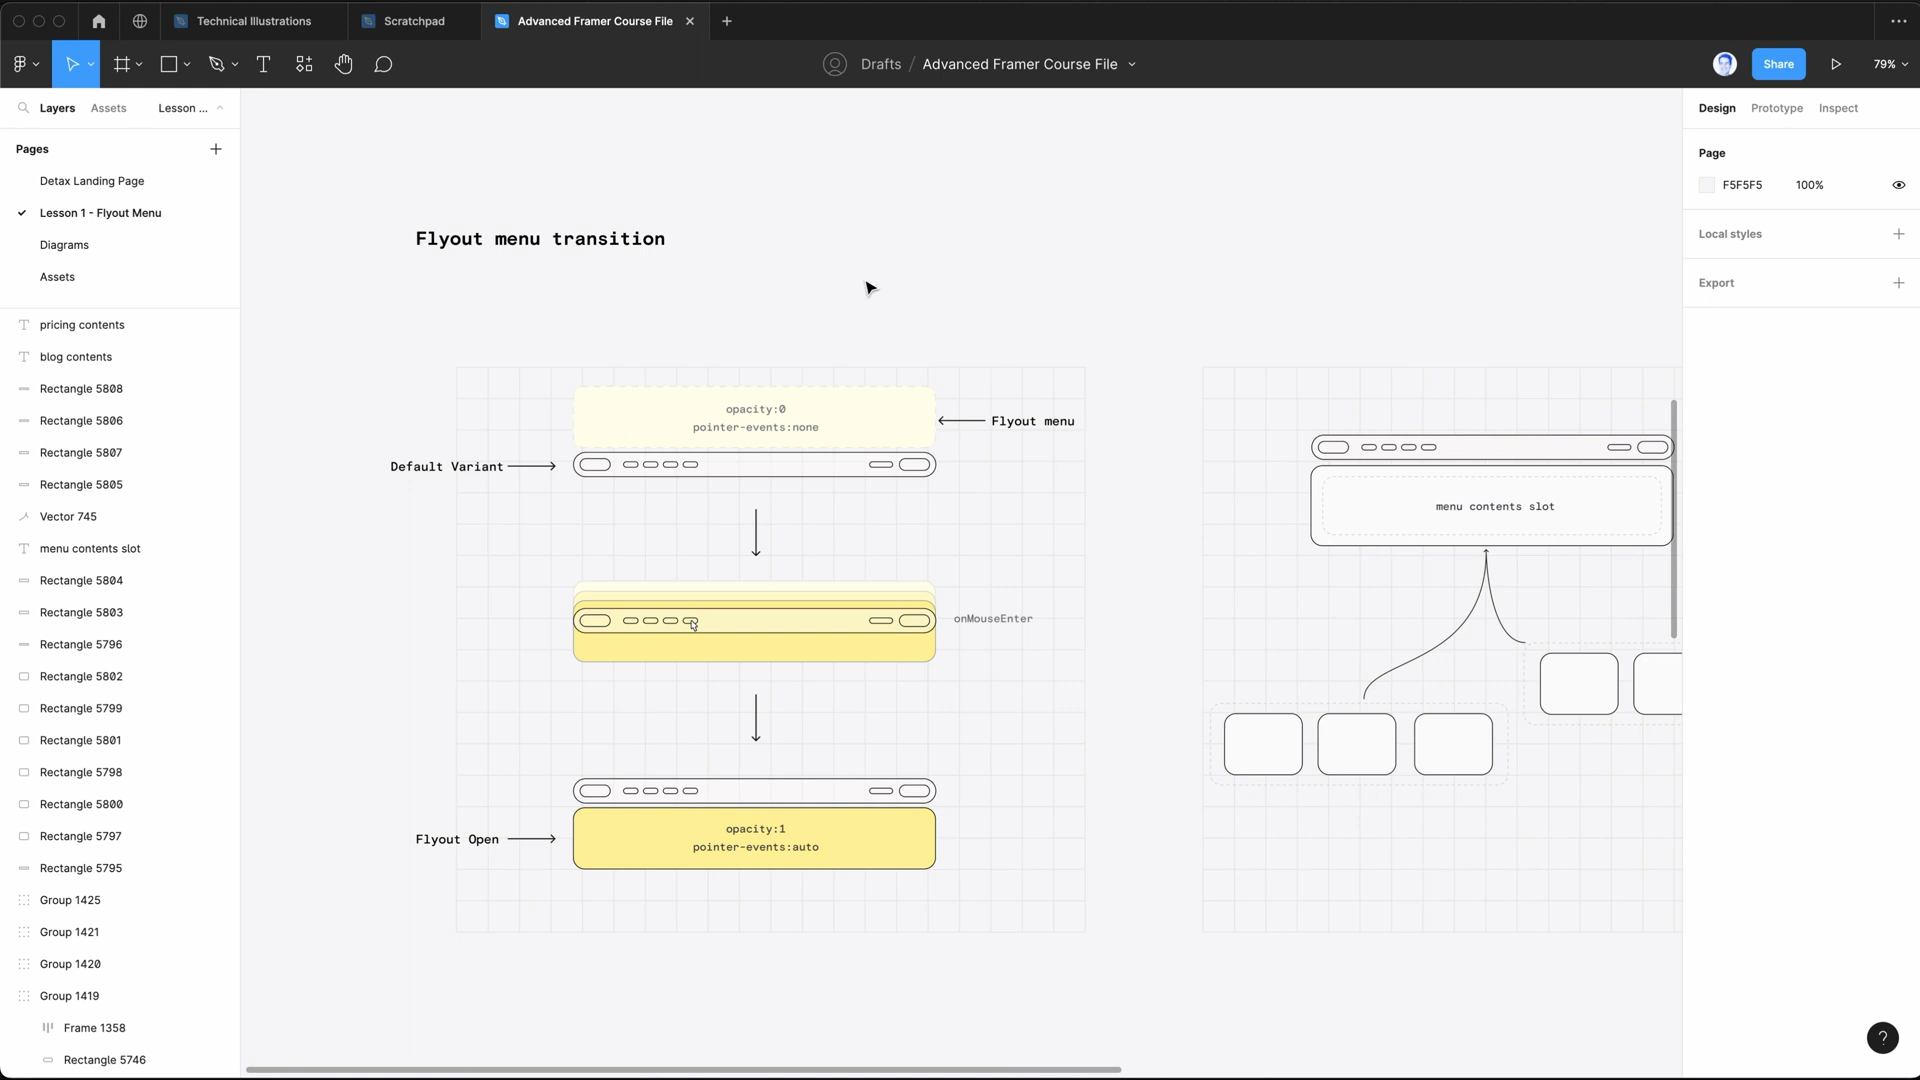 Technical Illustrations
Scratchpad
Advanced Framer Course File
Drafts / Advanced Framer Course File
Share
79%
Layers
Assets
Lesson ...
Pages
Detax Landing Page
Lesson 1 - Flyout Menu
Diagrams
Assets
pricing contents
blog contents
Rectangle 5808
Rectangle 5806
Rectangle 5807
Rectangle 5805
Vector 745
menu contents slot
Rectangle 5804
Rectangle 5803
Rectangle 5796
Rectangle 5802
Rectangle 5799
Rectangle 5801
Rectangle 5798
Rectangle 5800
Rectangle 5797
Rectangle 5795
Group 1425
Group 1421
Group 1420
Group 1419
Frame 1358
Rectangle 5746
Flyout menu transition
opacity:0
pointer-events:none
Flyout menu
Default Variant
onMouseEnter
Flyout Open
opacity:1
pointer-events:auto
menu contents slot
Design
Prototype
Inspect
Page
F5F5F5
100%
Local styles
Export
?